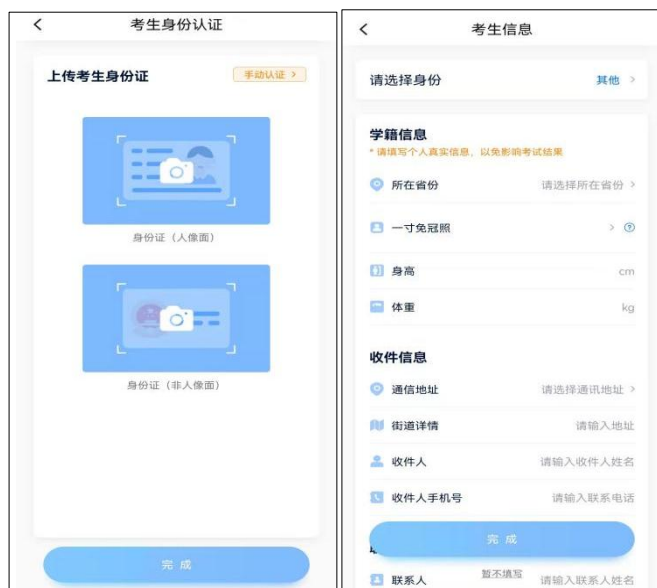 考生身份认证
上传考生身份证
手动认证 >
身份证（人像面）
身份证（非人像面）
完成
考生信息
请选择身份 其他 >
学籍信息
* 请填写个人真实信息，以免影响考试结果
所在省份 请选择所在省份 >
一寸免冠照 > ?
身高 cm
体重 kg
收件信息
通信地址 请选择通讯地址 >
街道详情 请输入地址
收件人 请输入收件人姓名
收件人手机号 请输入联系电话
完成
暂不填写
联系人 请输入联系人姓名